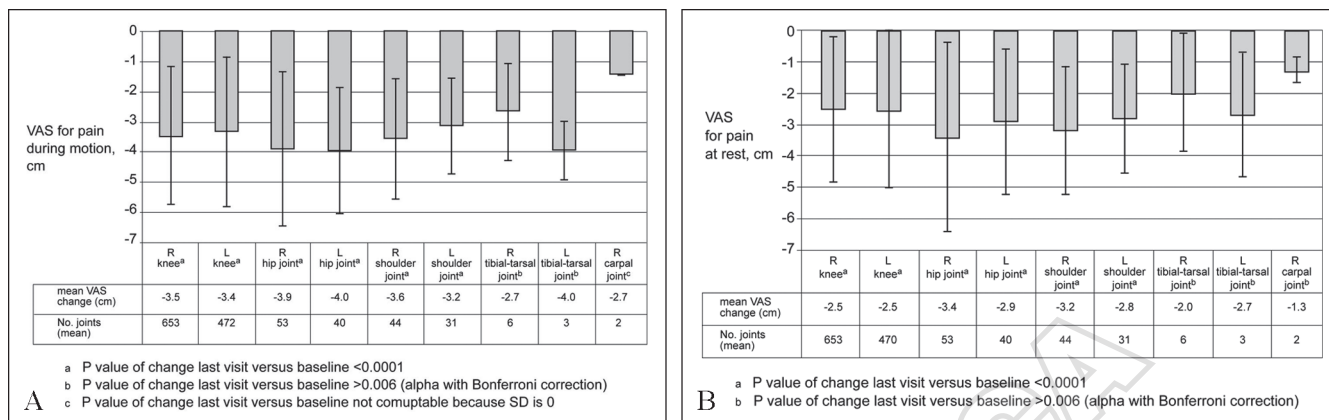 0
-1
-2
-3
-4
-5
-6
-7
VAS for pain
during motion,
cm
R
knee a
L
knee a
R
hip joint a
L
hip joint a
R
shoulder
joint a
L
shoulder
joint a
R
tibial-tarsal
joint b
L
tibial-tarsal
joint b
R
carpal
joint c
mean VAS
change (cm)
-3.5 -3.4 -3.9 -4.0 -3.6 -3.2 -2.7 -4.0 -2.7
No. joints
(mean)
653 472 53 40 44 31 6 3 2
a P value of change last visit versus baseline <0.0001
b P value of change last visit versus baseline >0.006 (alpha with Bonferroni correction)
c P value of change last visit versus baseline not comuptable because SD is 0
A
0
-1
-2
-3
-4
-5
-6
-7
VAS
for pain
at rest, cm
R
knee a
L
knee a
R
hip joint a
L
hip joint a
R
shoulder
joint a
L
shoulder
joint a
R
tibial-tarsal
joint b
L
tibial-tarsal
joint b
R
carpal
joint b
mean VAS
change (cm)
-2.5 -2.5 -3.4 -2.9 -3.2 -2.8 -2.0 -2.7 -1.3
No. joints
(mean)
653 470 53 40 44 31 6 3 2
a P value of change last visit versus baseline <0.0001
b P value of change last visit versus baseline >0.006 (alpha with Bonferroni correction)
B